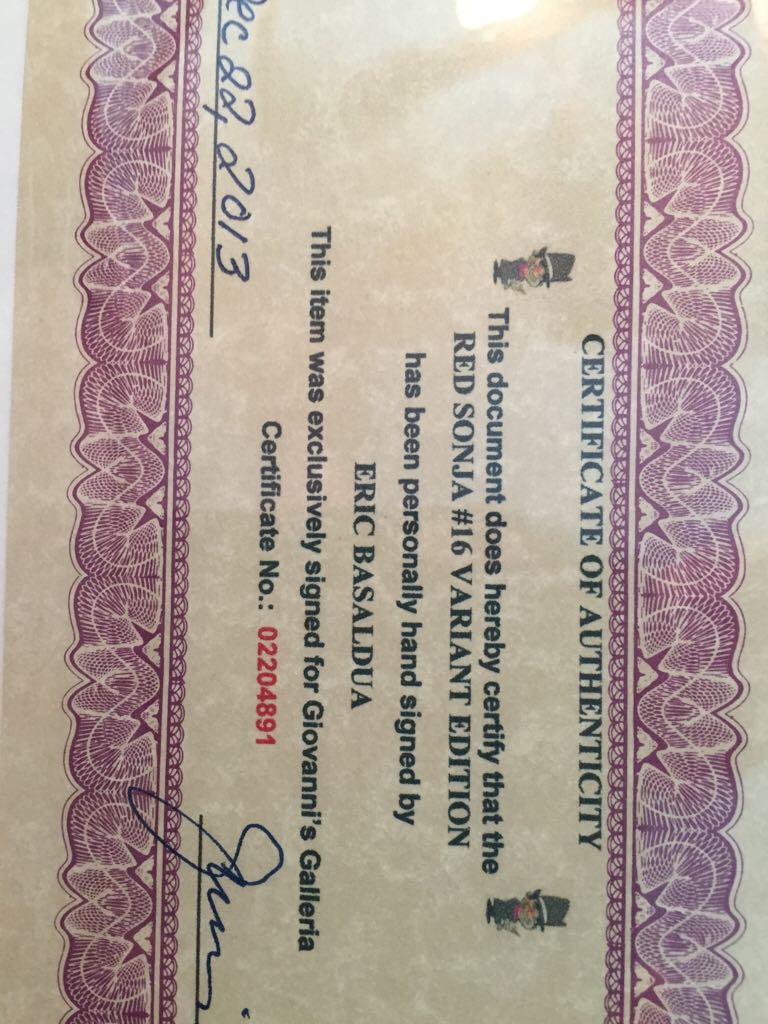 CERTIFICATE OF AUTHENTICITY
This document does hereby certify that the
RED SONJA #16 VARIANT EDITION
has been personally hand signed by
ERIC BASALDUA
This item was exclusively signed for Giovanni's Galleria
Certificate No.: 02204891
Dec 22, 2013